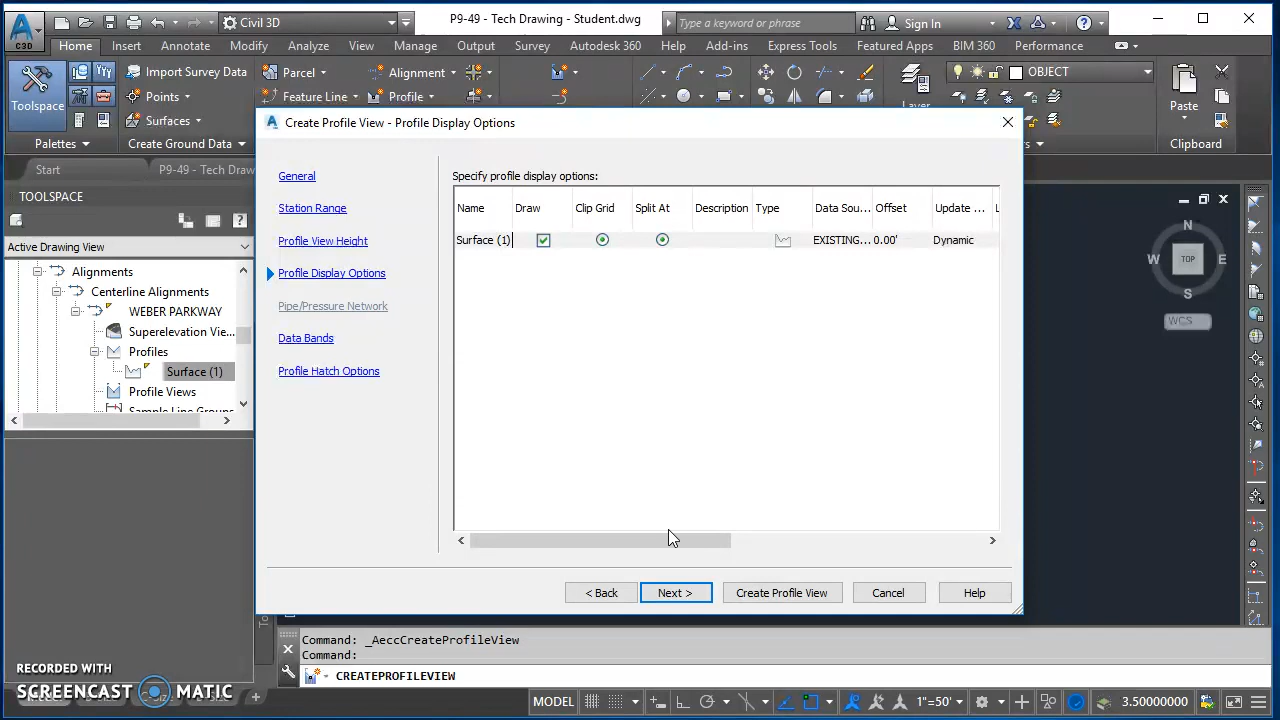 C3D
Civil 3D
P9-49 - Tech Drawing - Student.dwg
Type a keyword or phrase
Sign In
Home Insert Annotate Modify Analyze View Manage Output Survey Autodesk 360 Help Add-ins Express Tools Featured Apps BIM 360 Performance
Toolspace
Import Survey Data
Parcel
Alignment
OBJECT
Points
Feature Line
Profile
Layer
Paste
Surfaces
Palettes
Create Ground Data
Clipboard
Start
P9-49 - Tech Drawing
Create Profile View - Profile Display Options
TOOLSPACE
Active Drawing View
Alignments
Centerline Alignments
WEBER PARKWAY
Superelevation Vie...
Profiles
Surface (1)
Profile Views
Sample Line Groups
General
Station Range
Profile View Height
Profile Display Options
Pipe/Pressure Network
Data Bands
Profile Hatch Options
Specify profile display options:
Name Draw Clip Grid Split At Description Type Data Sou... Offset Update ... L
Surface (1) EXISTING... 0.00' Dynamic
< Back
Next >
Create Profile View
Cancel
Help
N
W TOP E
S
WCS
Command: _AeccCreateProfileView
Command:
CREATEPROFILEVIEW
RECORDED WITH
SCREENCAST MATIC
MODEL
1"=50'
3.50000000